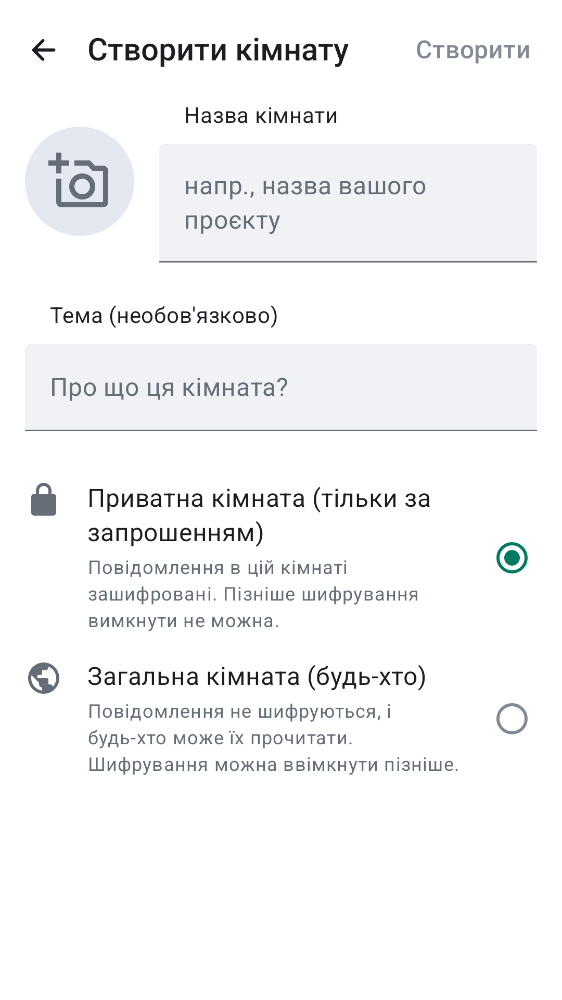 Створити кімнату
Створити
Назва кімнати
напр., назва вашого
проєкту
Тема (необов'язково)
Про що ця кімната?
Приватна кімната (тільки за
запрошенням)
Повідомлення в цій кімнаті
зашифровані. Пізніше шифрування
вимкнути не можна.
Загальна кімната (будь-хто)
Повідомлення не шифруються, і
будь-хто може їх прочитати.
Шифрування можна ввімкнути пізніше.